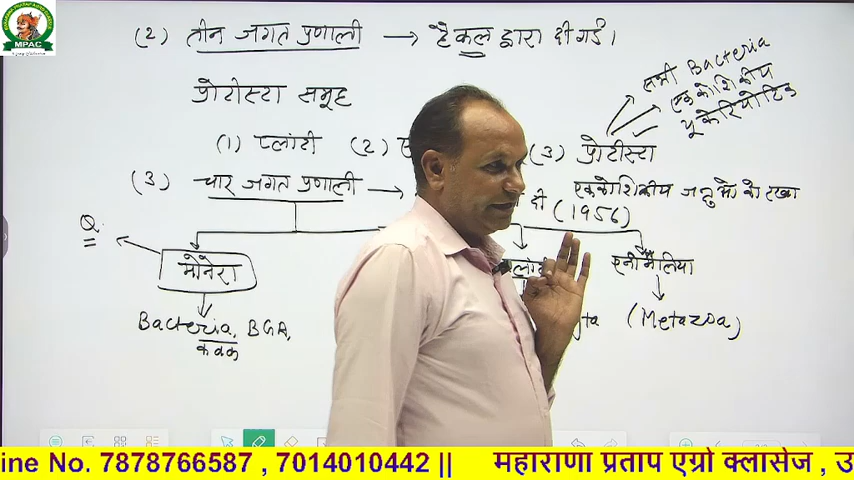 MPAC
(2) तीन जगत प्रणाली → हैकल द्वारा दी गई।
प्रोटीस्टा समूह
सभी Bacteria
एककोशिकीय
यूकेरियोटिक
(1) प्लांटी (2) (3) प्रोटीस्टा
(3) चार जगत प्रणाली → दी (1956)
एककोशिकीय को रखा
Q.
मोनेरा एनीमेलिया
Bacteria, BGA, (Metazoa)
कवक
ine No. 7878766587 , 7014010442 || महाराणा प्रताप एग्रो क्लासेज , उ